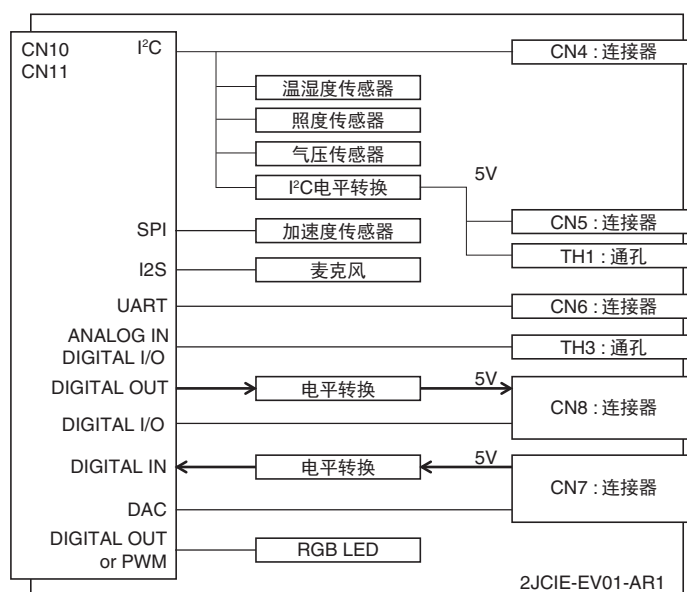 CN10
CN11
I²C
CN4 : 连接器
温湿度传感器
照度传感器
气压传感器
I²C电平转换
5V
CN5 : 连接器
TH1 : 通孔
SPI
加速度传感器
I2S
麦克风
UART
CN6 : 连接器
ANALOG IN
DIGITAL I/O
TH3 : 通孔
DIGITAL OUT
电平转换
5V
CN8 : 连接器
DIGITAL I/O
DIGITAL IN
电平转换
5V
CN7 : 连接器
DAC
DIGITAL OUT
or PWM
RGB LED
2JCIE-EV01-AR1